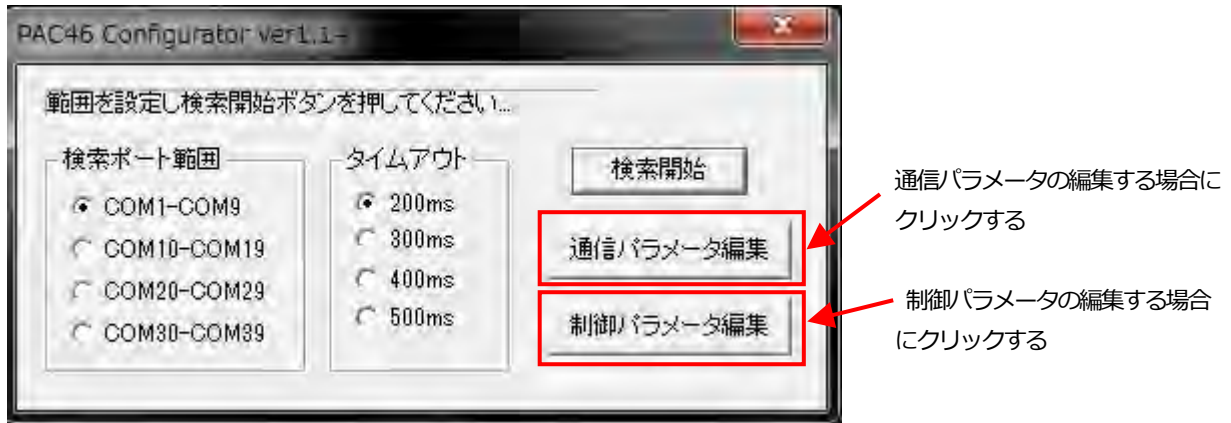 PAC46 Configurator Ver1.1-
範囲を設定し検索開始ボタンを押してください...
検索ポート範囲
COM1-COM9
COM10-COM19
COM20-COM29
COM30-COM39
タイムアウト
200ms
300ms
400ms
500ms
検索開始
通信パラメータ編集
制御パラメータ編集
通信パラメータの編集する場合に
クリックする
制御パラメータの編集する場合
にクリックする